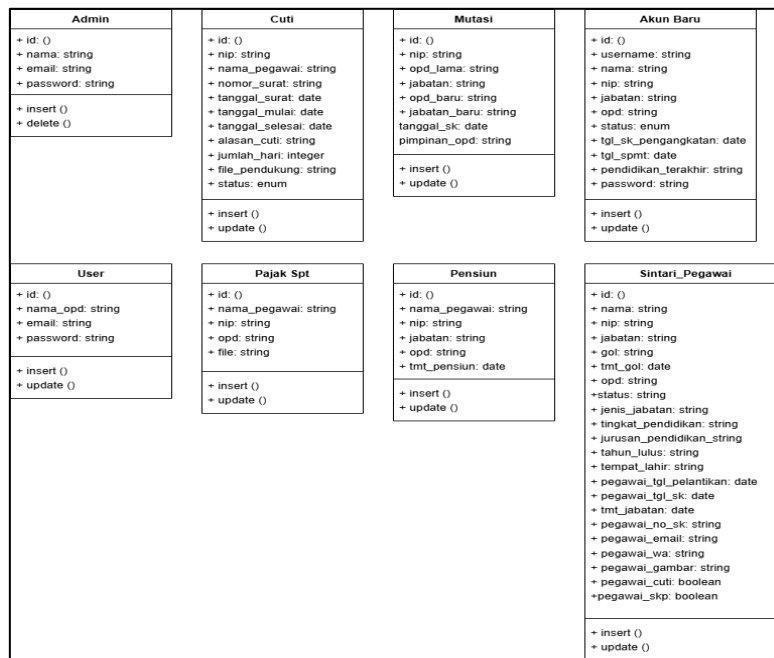 Admin
+ id: ()
+ nama: string
+ email: string
+ password: string
+ insert ()
+ delete ()
Cuti
+ id: ()
+ nip: string
+ nama_pegawai: string
+ nomor_surat: string
+ tanggal_surat: date
+ tanggal_mulai: date
+ tanggal_selesai: date
+ alasan_cuti: string
+ jumlah_hari: integer
+ file_pendukung: string
+ status: enum
+ insert ()
+ update ()
Mutasi
+ id: ()
+ nip: string
+ opd_lama: string
+ jabatan: string
+ opd_baru: string
+ jabatan_baru: string
tanggal_sk: date
pimpinan_opd: string
+ insert ()
+ update ()
Akun Baru
+ id: ()
+ username: string
+ nama: string
+ nip: string
+ jabatan: string
+ opd: string
+ status: enum
+ tgl_sk_pengangkatan: date
+ tgl_spmt: date
+ pendidikan_terakhir: string
+ password: string
+ insert ()
+ update ()
User
+ id: ()
+ nama_opd: string
+ email: string
+ password: string
+ insert ()
+ update ()
Pajak Spt
+ id: ()
+ nama_pegawai: string
+ nip: string
+ opd: string
+ file: string
+ insert ()
+ update ()
Pensiun
+ id: ()
+ nama_pegawai: string
+ nip: string
+ jabatan: string
+ opd: string
+ tmt_pensiun: date
+ insert ()
+ update ()
Sintari_Pegawai
+ id: ()
+ nama: string
+ nip: string
+ jabatan: string
+ gol: string
+ tmt_gol: date
+ opd: string
+status: string
+ jenis_jabatan: string
+ tingkat_pendidikan: string
+ jurusan_pendidikan_string
+ tahun_lulus: string
+ tempat_lahir: string
+ pegawai_tgl_pelantikan: date
+ pegawai_tgl_sk: date
+ tmt_jabatan: date
+ pegawai_no_sk: string
+ pegawai_email: string
+ pegawai_wa: string
+ pegawai_gambar: string
+ pegawai_cuti: boolean
+pegawai_skp: boolean
+ insert ()
+ update ()